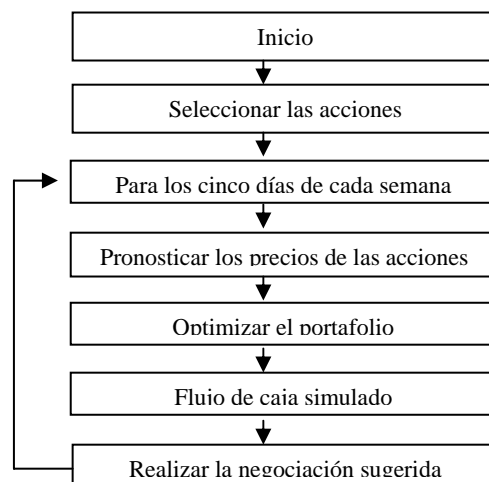 Inicio
Seleccionar las acciones
Para los cinco días de cada semana
Pronosticar los precios de las acciones
Optimizar el portafolio
Flujo de caja simulado
Realizar la negociación sugerida